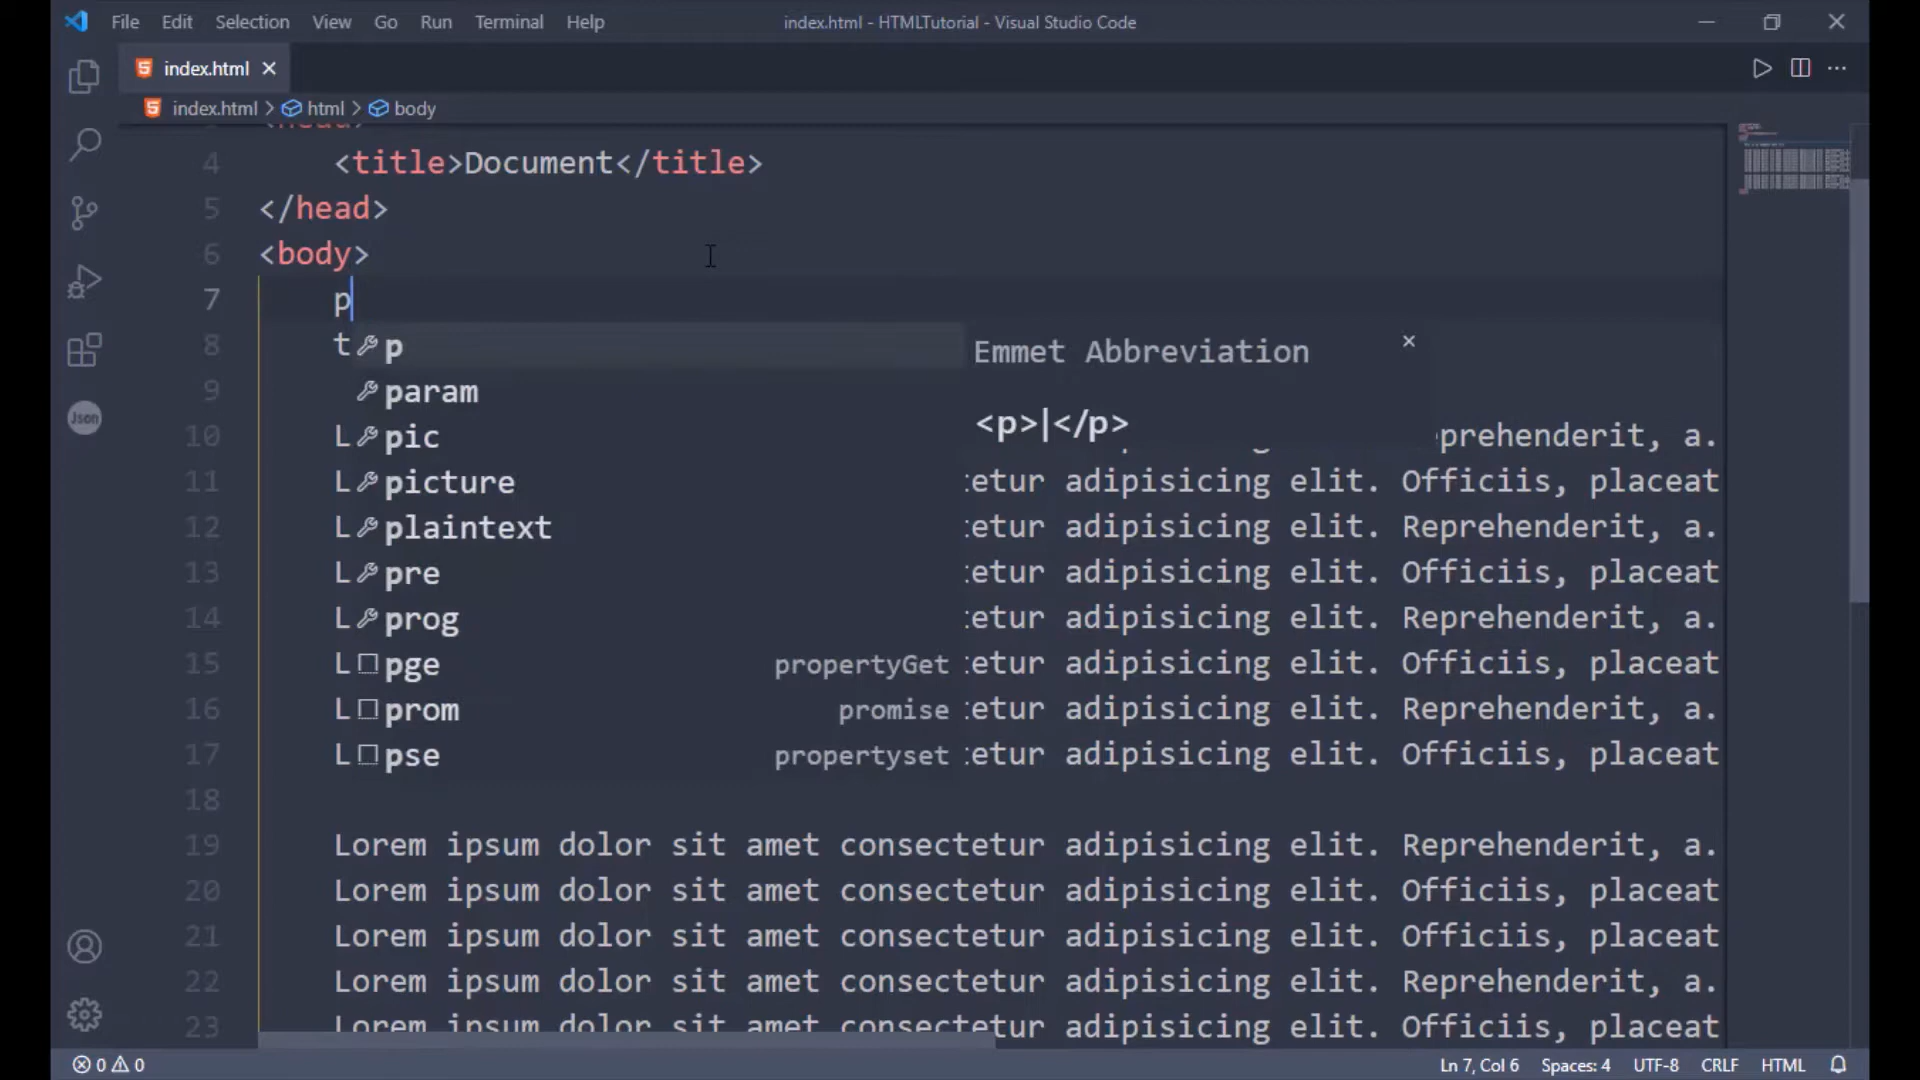 File Edit Selection View Go Run Terminal Help index.html - HTMLTutorial - Visual Studio Code
index.html
index.html > html > body
4 <title>Document</title>
5 </head>
6 <body>
7 p
8 t
p
Emmet Abbreviation
9
param
<p>|</p>
10 L
pic
prehenderit, a.
11 L
picture
etur adipisicing elit. Officiis, placeat
12 L
plaintext
etur adipisicing elit. Reprehenderit, a.
13 L
pre
etur adipisicing elit. Officiis, placeat
14 L
prog
etur adipisicing elit. Reprehenderit, a.
15 L
pge propertyGet
etur adipisicing elit. Officiis, placeat
16 L
prom promise
etur adipisicing elit. Reprehenderit, a.
17 L
pse propertyset
etur adipisicing elit. Officiis, placeat
18
19 Lorem ipsum dolor sit amet consectetur adipisicing elit. Reprehenderit, a.
20 Lorem ipsum dolor sit amet consectetur adipisicing elit. Officiis, placeat
21 Lorem ipsum dolor sit amet consectetur adipisicing elit. Officiis, placeat
22 Lorem ipsum dolor sit amet consectetur adipisicing elit. Reprehenderit, a.
23 Lorem ipsum dolor sit amet consectetur adipisicing elit. Officiis, placeat
Json
0 0 Ln 7, Col 6 Spaces: 4 UTF-8 CRLF HTML